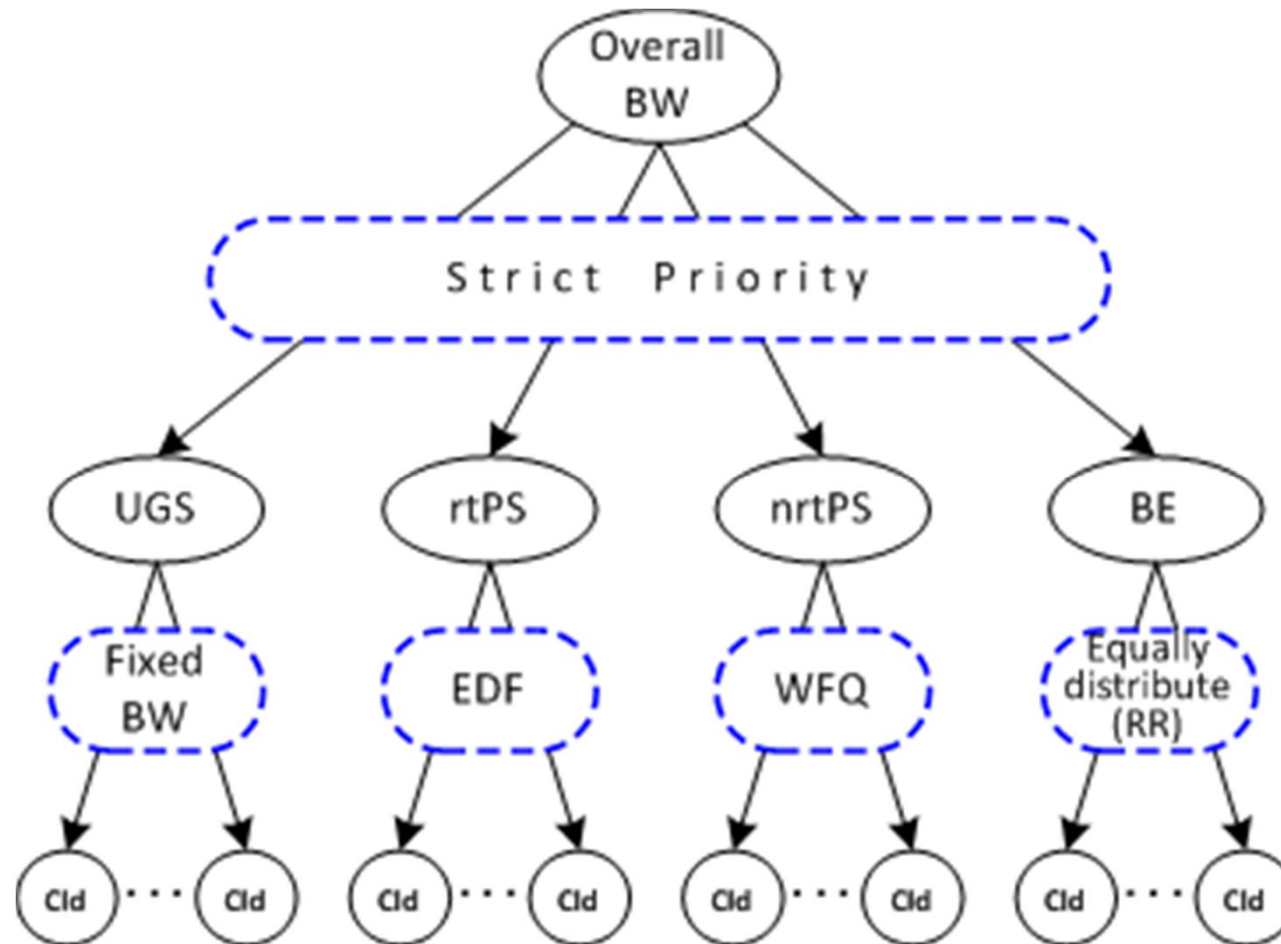 Overall
BW
Strict Priority
UGS
rtPS
nrtPS
BE
Fixed
BW
EDF
WFQ
Equally
distribute
(RR)
CId ··· CId
CId ··· CId
CId ··· CId
CId ··· CId